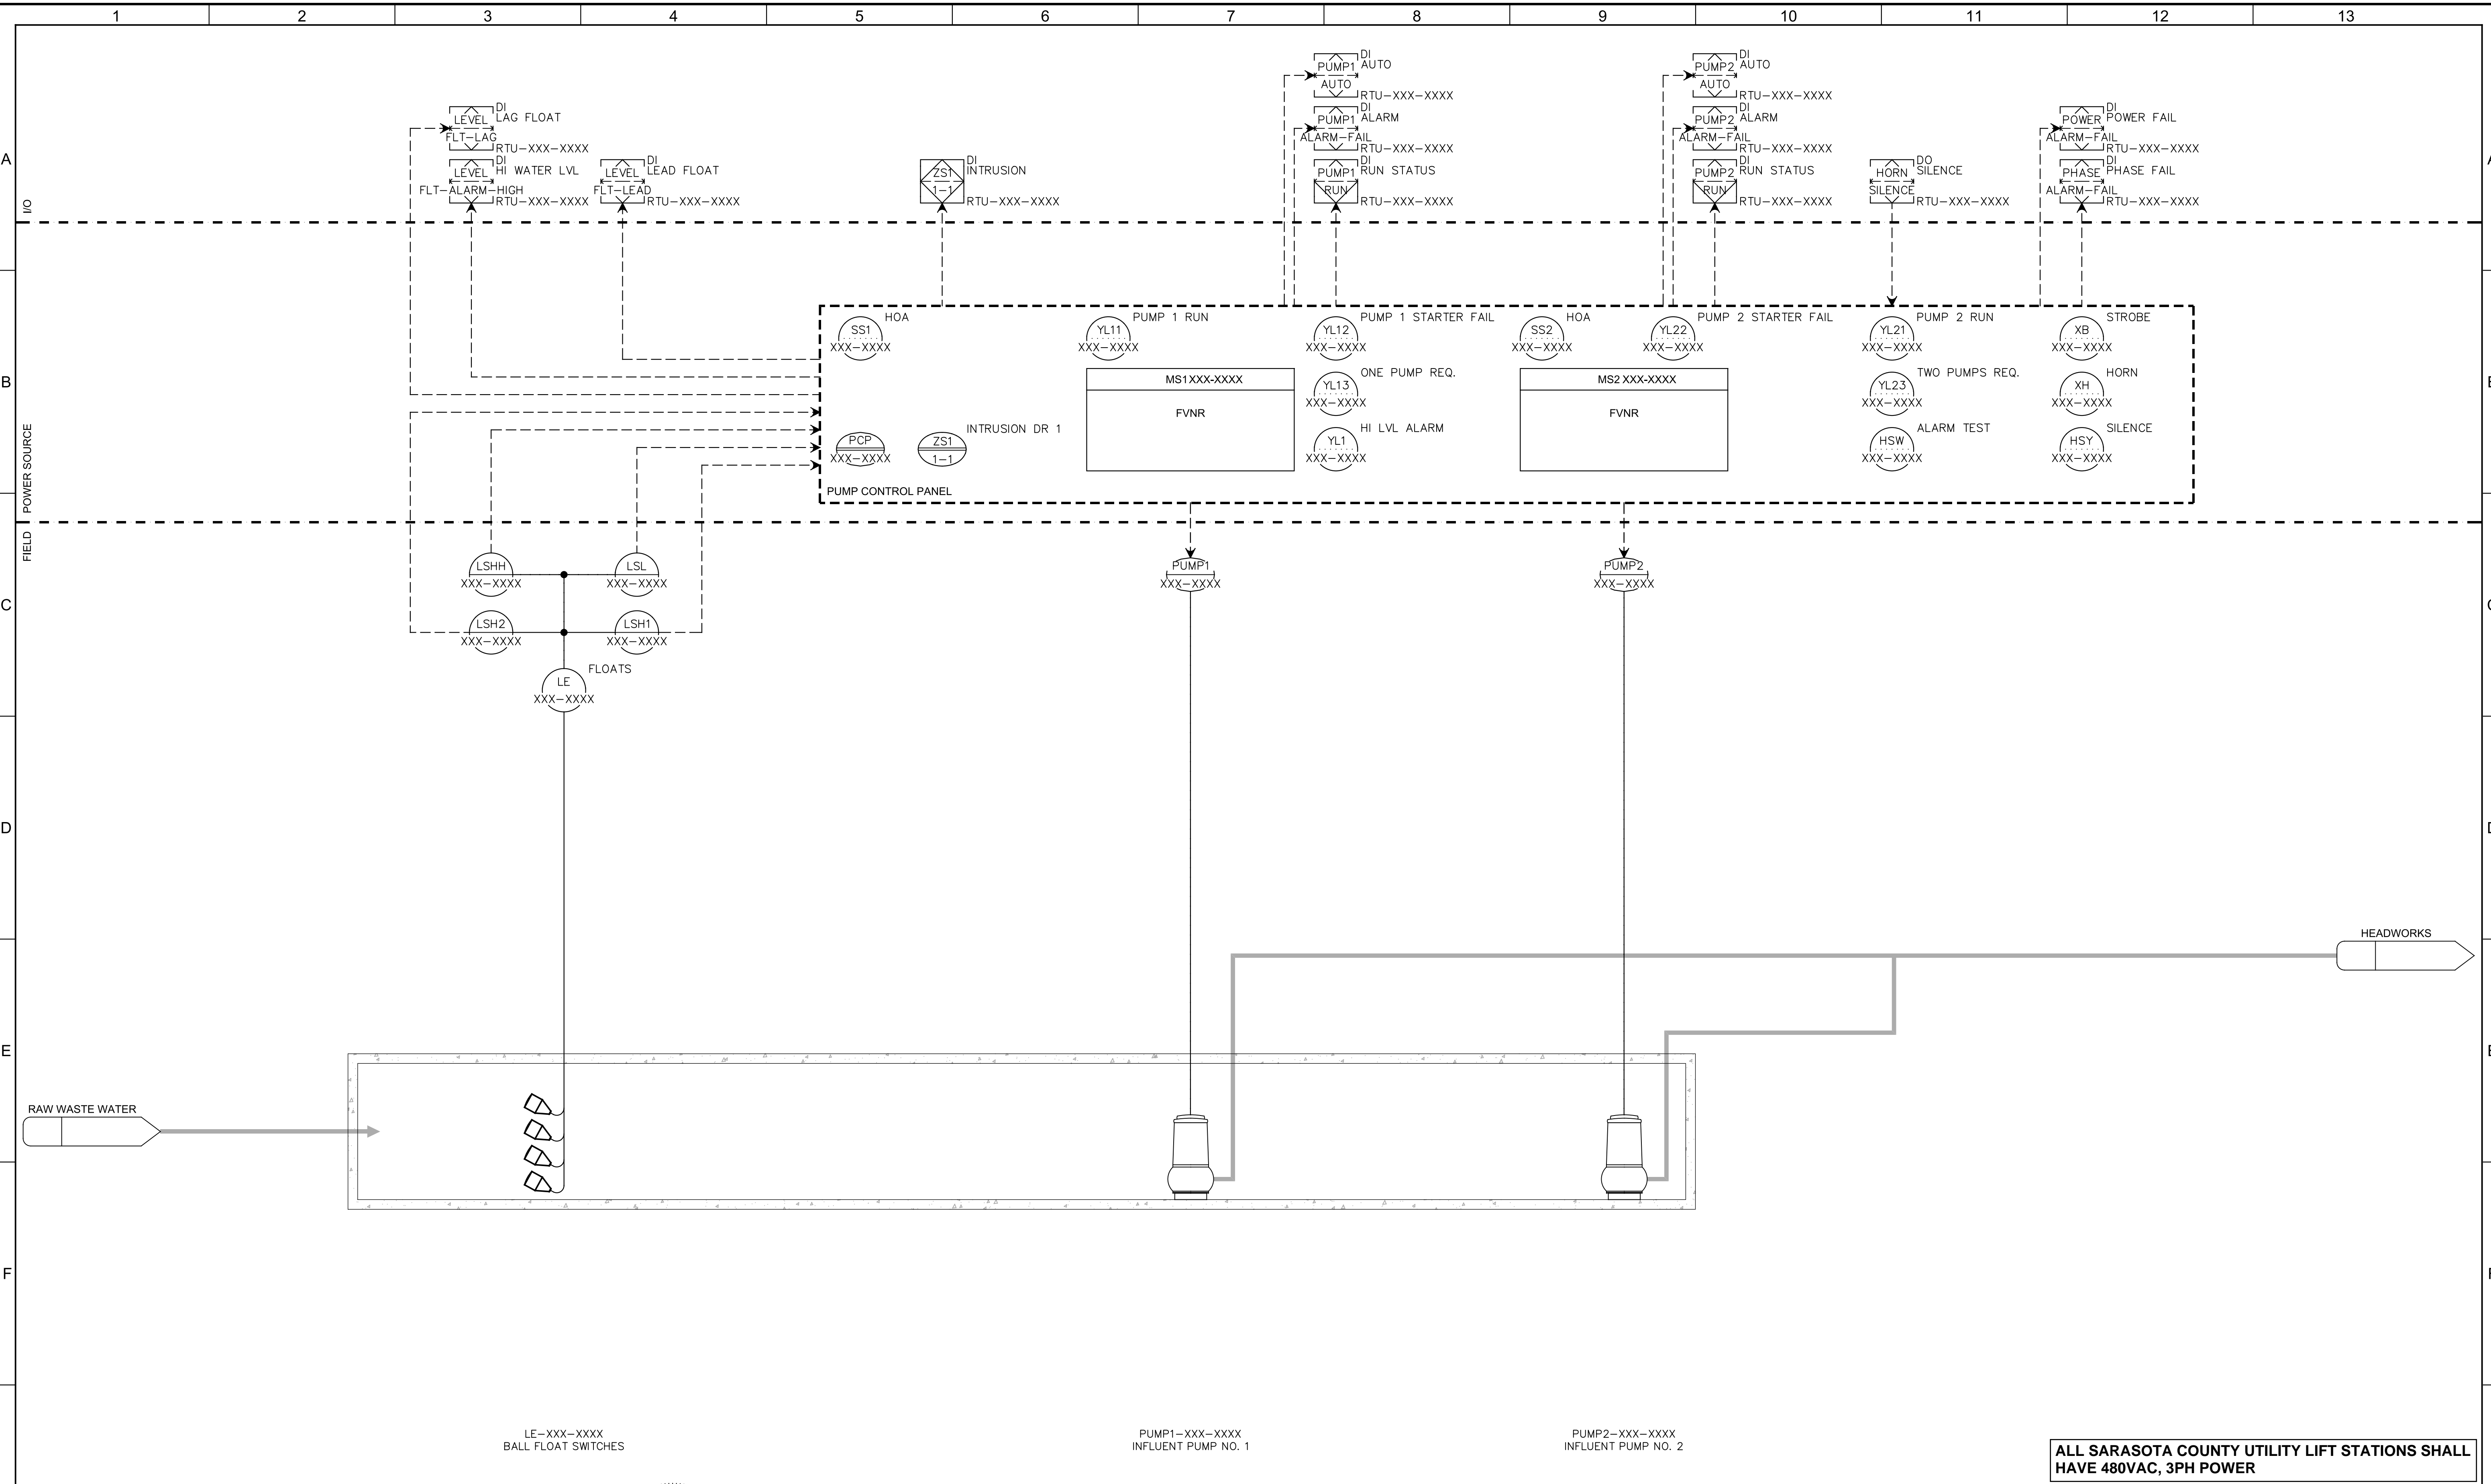 1 2 3 4 5 6 7 8 9 10 11 12 13
DI
PUMP1 AUTO
AUTO
RTU-XXX-XXXX
DI
PUMP2 AUTO
AUTO
RTU-XXX-XXXX
DI
LEVEL LAG FLOAT
FLT-LAG
RTU-XXX-XXXX
DI
PUMP1 ALARM
ALARM-FAIL
RTU-XXX-XXXX
DI
PUMP2 ALARM
ALARM-FAIL
RTU-XXX-XXXX
DI
POWER POWER FAIL
ALARM-FAIL
RTU-XXX-XXXX
A
DI
LEVEL HI WATER LVL
FLT-ALARM-HIGH
RTU-XXX-XXXX
DI
LEVEL LEAD FLOAT
FLT-LEAD
RTU-XXX-XXXX
DI
ZS1 INTRUSION
1-1
RTU-XXX-XXXX
DI
PUMP1 RUN STATUS
RUN
RTU-XXX-XXXX
DI
PUMP2 RUN STATUS
RUN
RTU-XXX-XXXX
DO
HORN SILENCE
SILENCE
RTU-XXX-XXXX
DI
PHASE PHASE FAIL
ALARM-FAIL
RTU-XXX-XXXX
I/O
HOA
SS1
XXX-XXXX
PUMP 1 RUN
YL11
XXX-XXXX
PUMP 1 STARTER FAIL
YL12
XXX-XXXX
HOA
SS2
XXX-XXXX
PUMP 2 STARTER FAIL
YL22
XXX-XXXX
PUMP 2 RUN
YL21
XXX-XXXX
STROBE
XB
XXX-XXXX
B
MS1XXX-XXXX
FVNR
ONE PUMP REQ.
YL13
XXX-XXXX
MS2 XXX-XXXX
FVNR
TWO PUMPS REQ.
YL23
XXX-XXXX
HORN
XH
XXX-XXXX
PCP
XXX-XXXX
INTRUSION DR 1
ZS1
1-1
HI LVL ALARM
YL1
XXX-XXXX
ALARM TEST
HSW
XXX-XXXX
SILENCE
HSY
XXX-XXXX
POWER SOURCE
PUMP CONTROL PANEL
FIELD
LSHH
XXX-XXXX
LSL
XXX-XXXX
PUMP1
XXX-XXXX
PUMP2
XXX-XXXX
C
LSH2
XXX-XXXX
LSH1
XXX-XXXX
FLOATS
LE
XXX-XXXX
D
HEADWORKS
E
RAW WASTE WATER
F
LE-XXX-XXXX
BALL FLOAT SWITCHES
PUMP1-XXX-XXXX
INFLUENT PUMP NO. 1
PUMP2-XXX-XXXX
INFLUENT PUMP NO. 2
ALL SARASOTA COUNTY UTILITY LIFT STATIONS SHALL
HAVE 480VAC, 3PH POWER